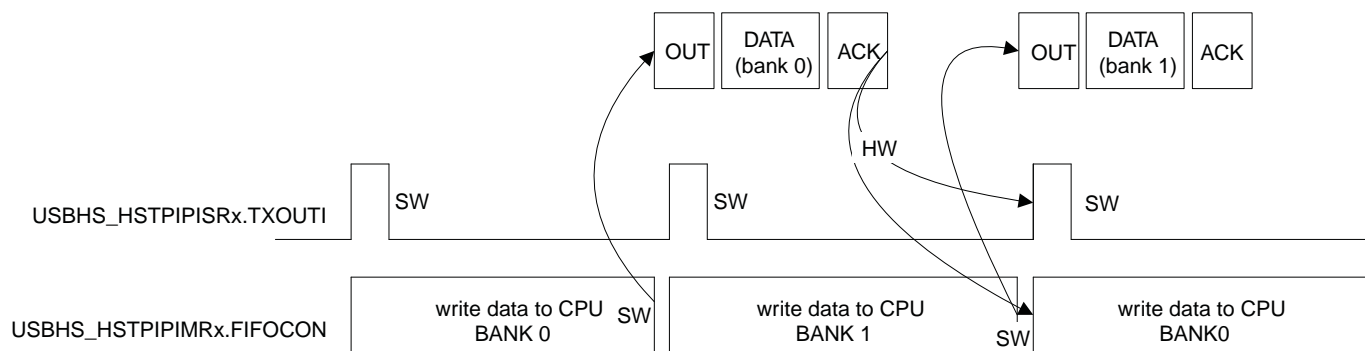 OUT
DATA
(bank 0)
ACK
OUT
DATA
(bank 1)
ACK
HW
USBHS_HSTPIPISRx.TXOUTI
SW
SW
SW
USBHS_HSTPIPIMRx.FIFOCON
write data to CPU
BANK 0
SW
write data to CPU
BANK 1
SW
write data to CPU
BANK0